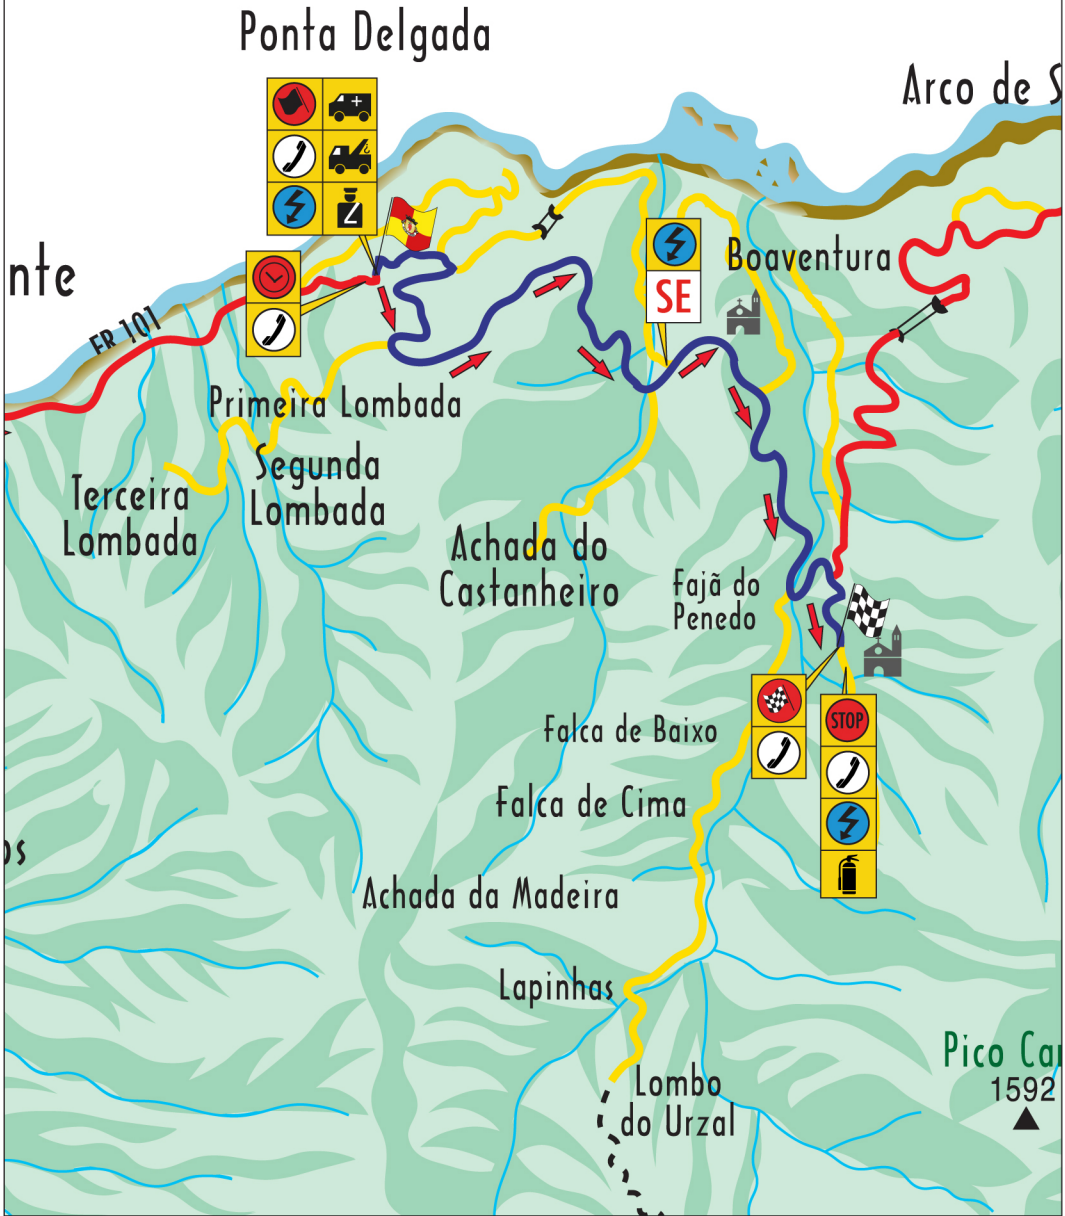 Ponta Delgada
Arco de S
nte
ER 101
SE
Boaventura
Primeira Lombada
Segunda
Lombada
Terceira
Lombada
Achada do
Castanheiro
Fajã do
Penedo
STOP
Falca de Baixo
Falca de Cima
os
Achada da Madeira
Lapinhas
Lombo
do Urzal
Pico Ca
1592